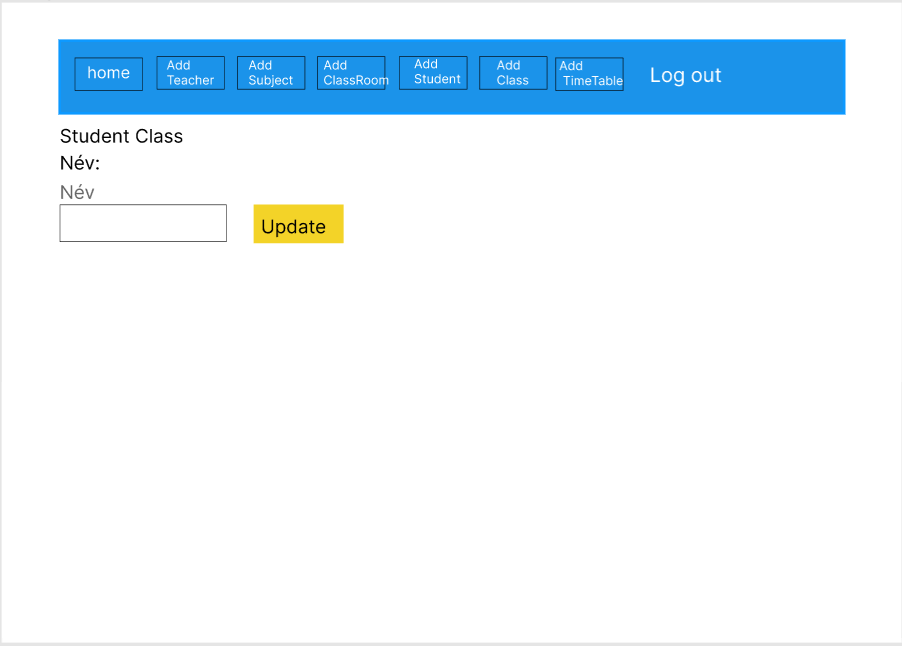 home
Add
Teacher
Add
Subject
Add
ClassRoom
Add
Student
Add
Class
Add
TimeTable
Log out
Student Class
Név:
Név
Update